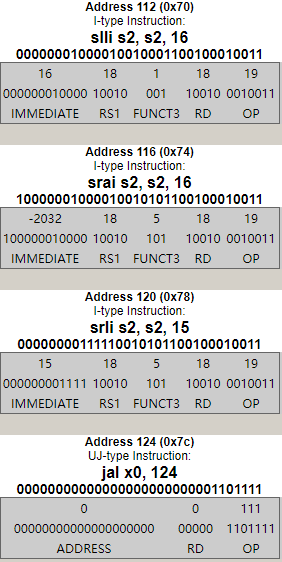 Address 112 (0x70)
I-type Instruction:
slli s2, s2, 16
00000001000010010001100100010011
16 18 1 18 19
000000010000 10010 001 10010 0010011
IMMEDIATE RS1 FUNCT3 RD OP
Address 116 (0x74)
I-type Instruction:
srai s2, s2, 16
10000001000010010101100100010011
-2032 18 5 18 19
100000010000 10010 101 10010 0010011
IMMEDIATE RS1 FUNCT3 RD OP
Address 120 (0x78)
I-type Instruction:
srli s2, s2, 15
00000000111110010101100100010011
15 18 5 18 19
000000001111 10010 101 10010 0010011
IMMEDIATE RS1 FUNCT3 RD OP
Address 124 (0x7c)
UJ-type Instruction:
jal x0, 124
00000000000000000000000001101111
0 0 111
00000000000000000000 00000 1101111
ADDRESS RD OP